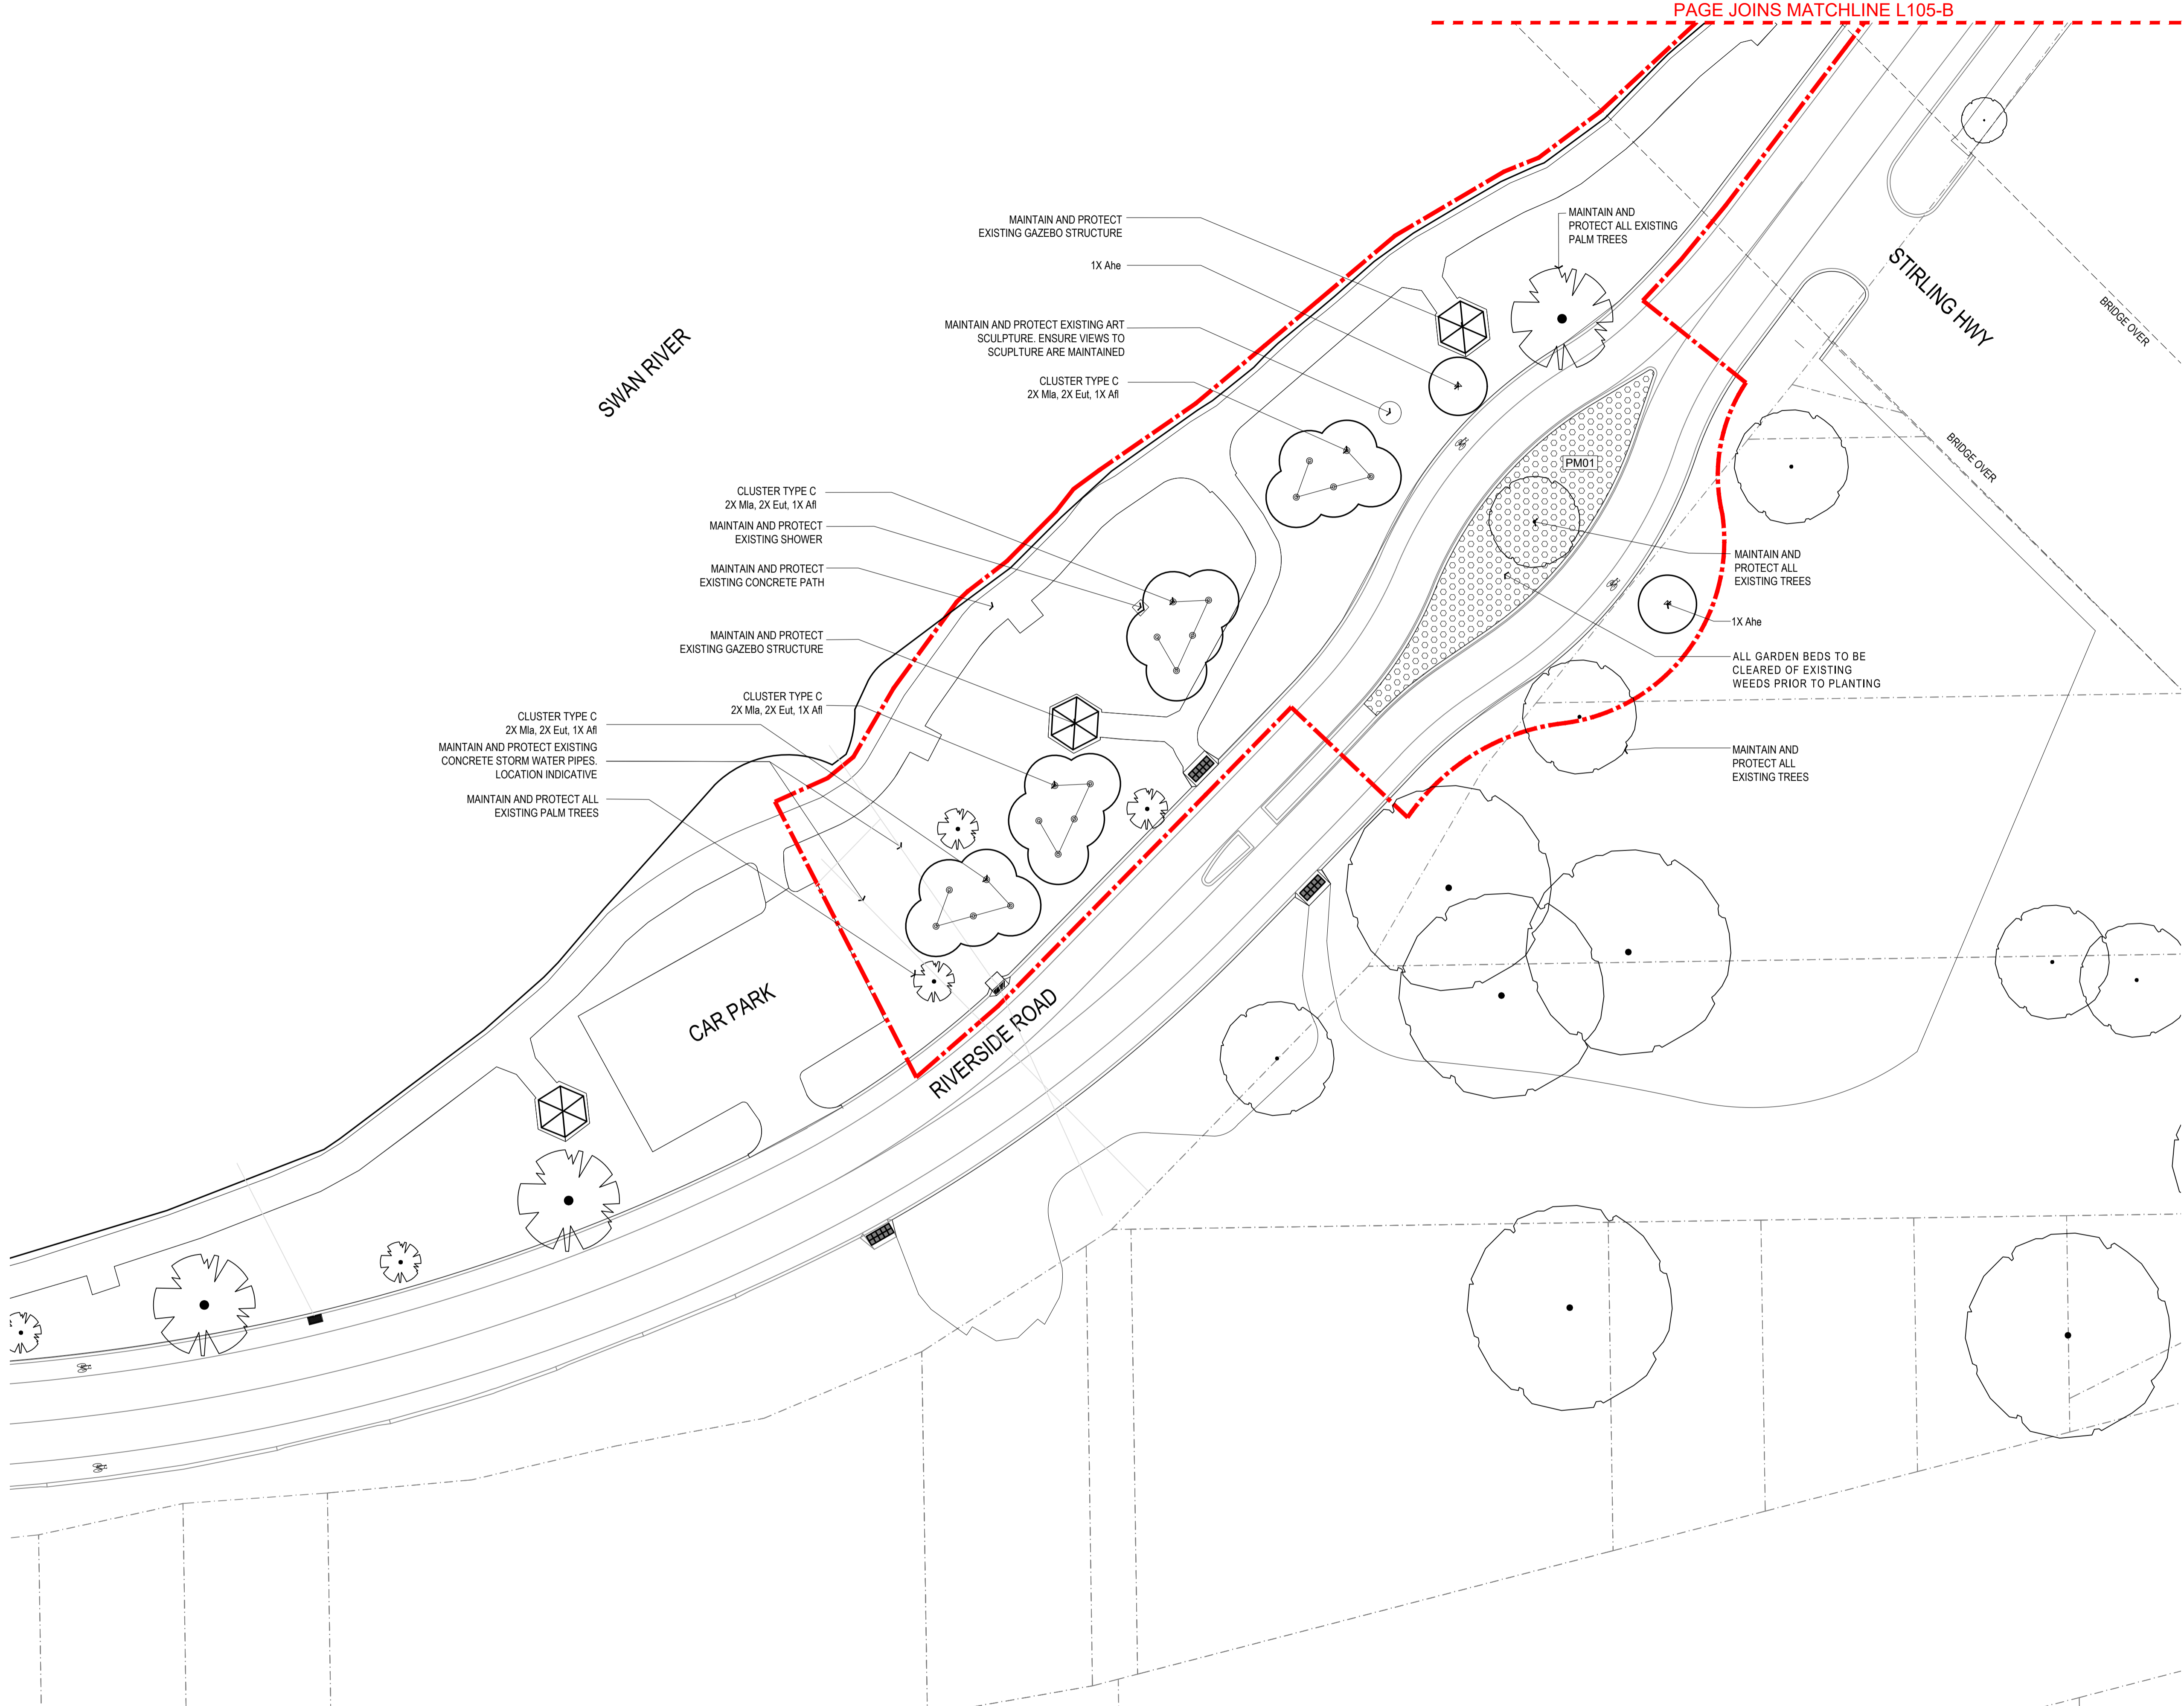 PAGE JOINS MATCHLINE L105-B
MAINTAIN AND PROTECT
EXISTING GAZEBO STRUCTURE
MAINTAIN AND
PROTECT ALL EXISTING
PALM TREES
1X Ahe
STIRLING HWY
BRIDGE OVER
SWAN RIVER
MAINTAIN AND PROTECT EXISTING ART
SCULPTURE. ENSURE VIEWS TO
SCUPLTURE ARE MAINTAINED
CLUSTER TYPE C
2X Mla, 2X Eut, 1X Afl
BRIDGE OVER
PM01
CLUSTER TYPE C
2X Mla, 2X Eut, 1X Afl
MAINTAIN AND PROTECT
EXISTING SHOWER
MAINTAIN AND PROTECT
EXISTING CONCRETE PATH
MAINTAIN AND
PROTECT ALL
EXISTING TREES
1X Ahe
MAINTAIN AND PROTECT
EXISTING GAZEBO STRUCTURE
ALL GARDEN BEDS TO BE
CLEARED OF EXISTING
WEEDS PRIOR TO PLANTING
CLUSTER TYPE C
2X Mla, 2X Eut, 1X Afl
CLUSTER TYPE C
2X Mla, 2X Eut, 1X Afl
MAINTAIN AND PROTECT EXISTING
CONCRETE STORM WATER PIPES.
LOCATION INDICATIVE
MAINTAIN AND
PROTECT ALL
EXISTING TREES
MAINTAIN AND PROTECT ALL
EXISTING PALM TREES
CAR PARK
RIVERSIDE ROAD